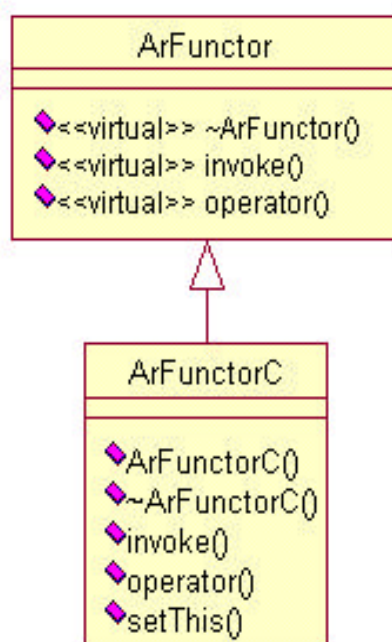 ArFunctor
<<virtual>> ~ArFunctor()
<<virtual>> invoke()
<<virtual>> operator()
ArFunctorC
ArFunctorC()
~ArFunctorC()
invoke()
operator()
setThis()